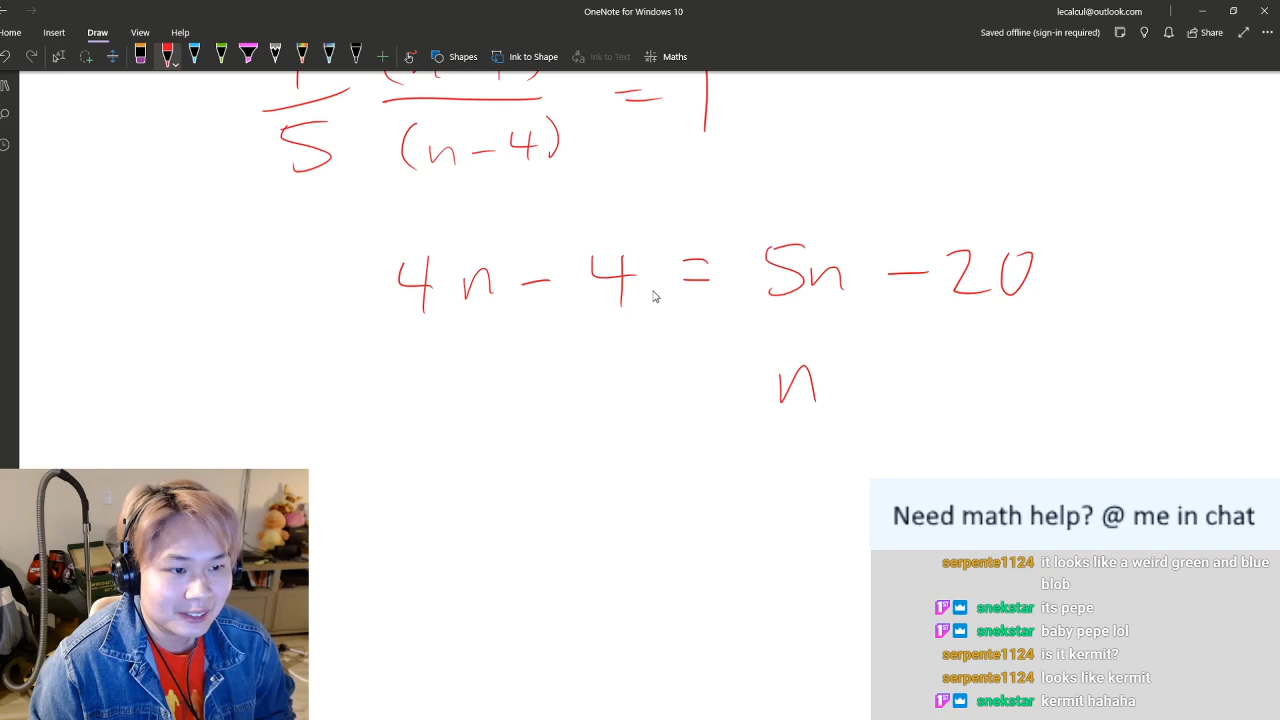 OneNote for Windows 10
lecalcul@outlook.com
Home Insert Draw View Help
Saved offline (sign-in required) Share
Shapes Ink to Shape Ink to Text Maths
5 (n-4) = 1
4n - 4 = 5n - 20
n
Need math help? @ me in chat
serpente1124 it looks like a weird green and blue
blob
snekstar its pepe
snekstar baby pepe lol
serpente1124 is it kermit?
serpente1124 looks like kermit
snekstar kermit hahaha